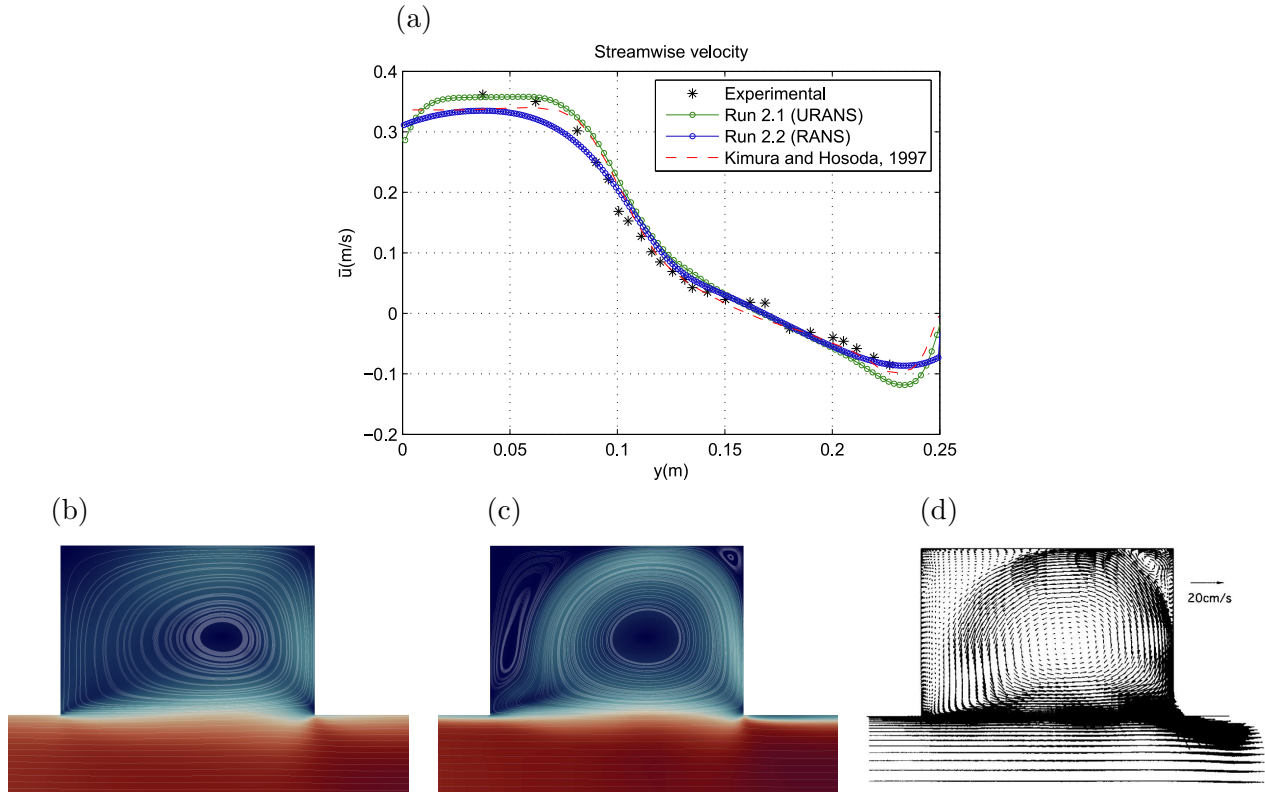 (a)
Streamwise velocity
0.4
0.3
0.2
0.1
0
−0.1
−0.2
ū(m/s)
Experimental
Run 2.1 (URANS)
Run 2.2 (RANS)
Kimura and Hosoda, 1997
0
0.05
0.1
0.15
0.2
0.25
y(m)
(b)
(c)
(d)
20cm/s